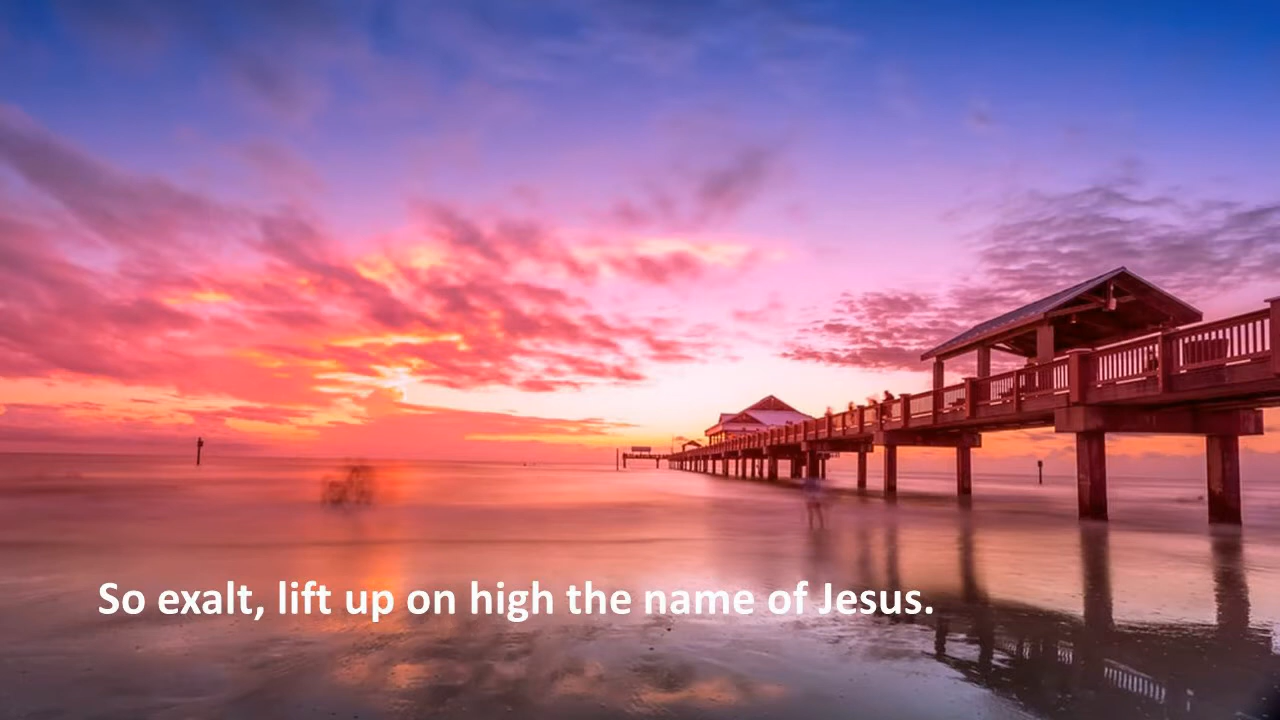 So exalt, lift up on high the name of Jesus.